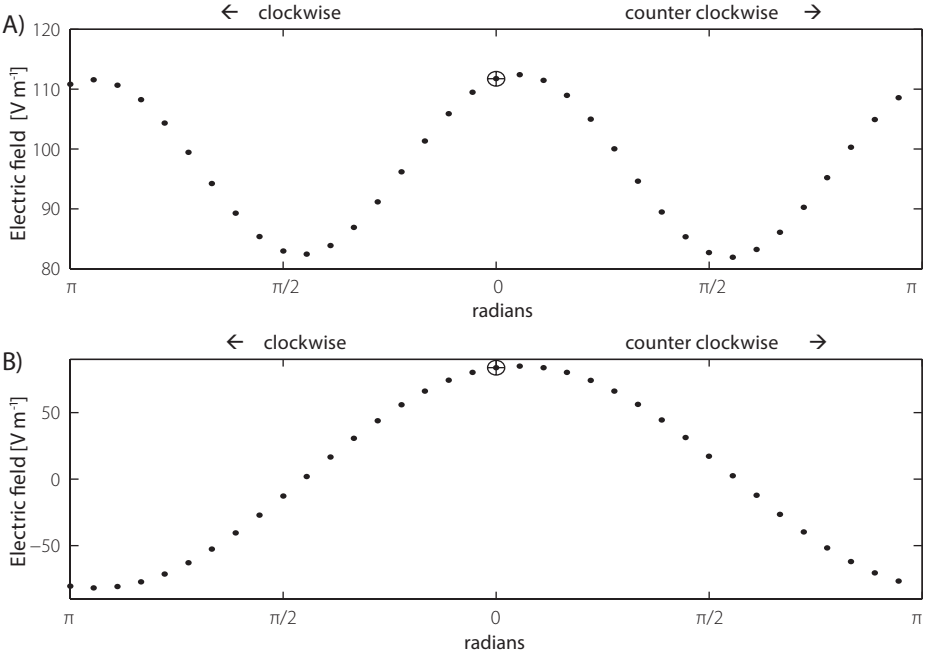 A)
← clockwise
counter clockwise →
Electric field [V m⁻¹]
120
110
100
90
80
π
π/2
0
π/2
π
radians
B)
← clockwise
counter clockwise →
Electric field [V m⁻¹]
50
0
−50
π
π/2
0
π/2
π
radians